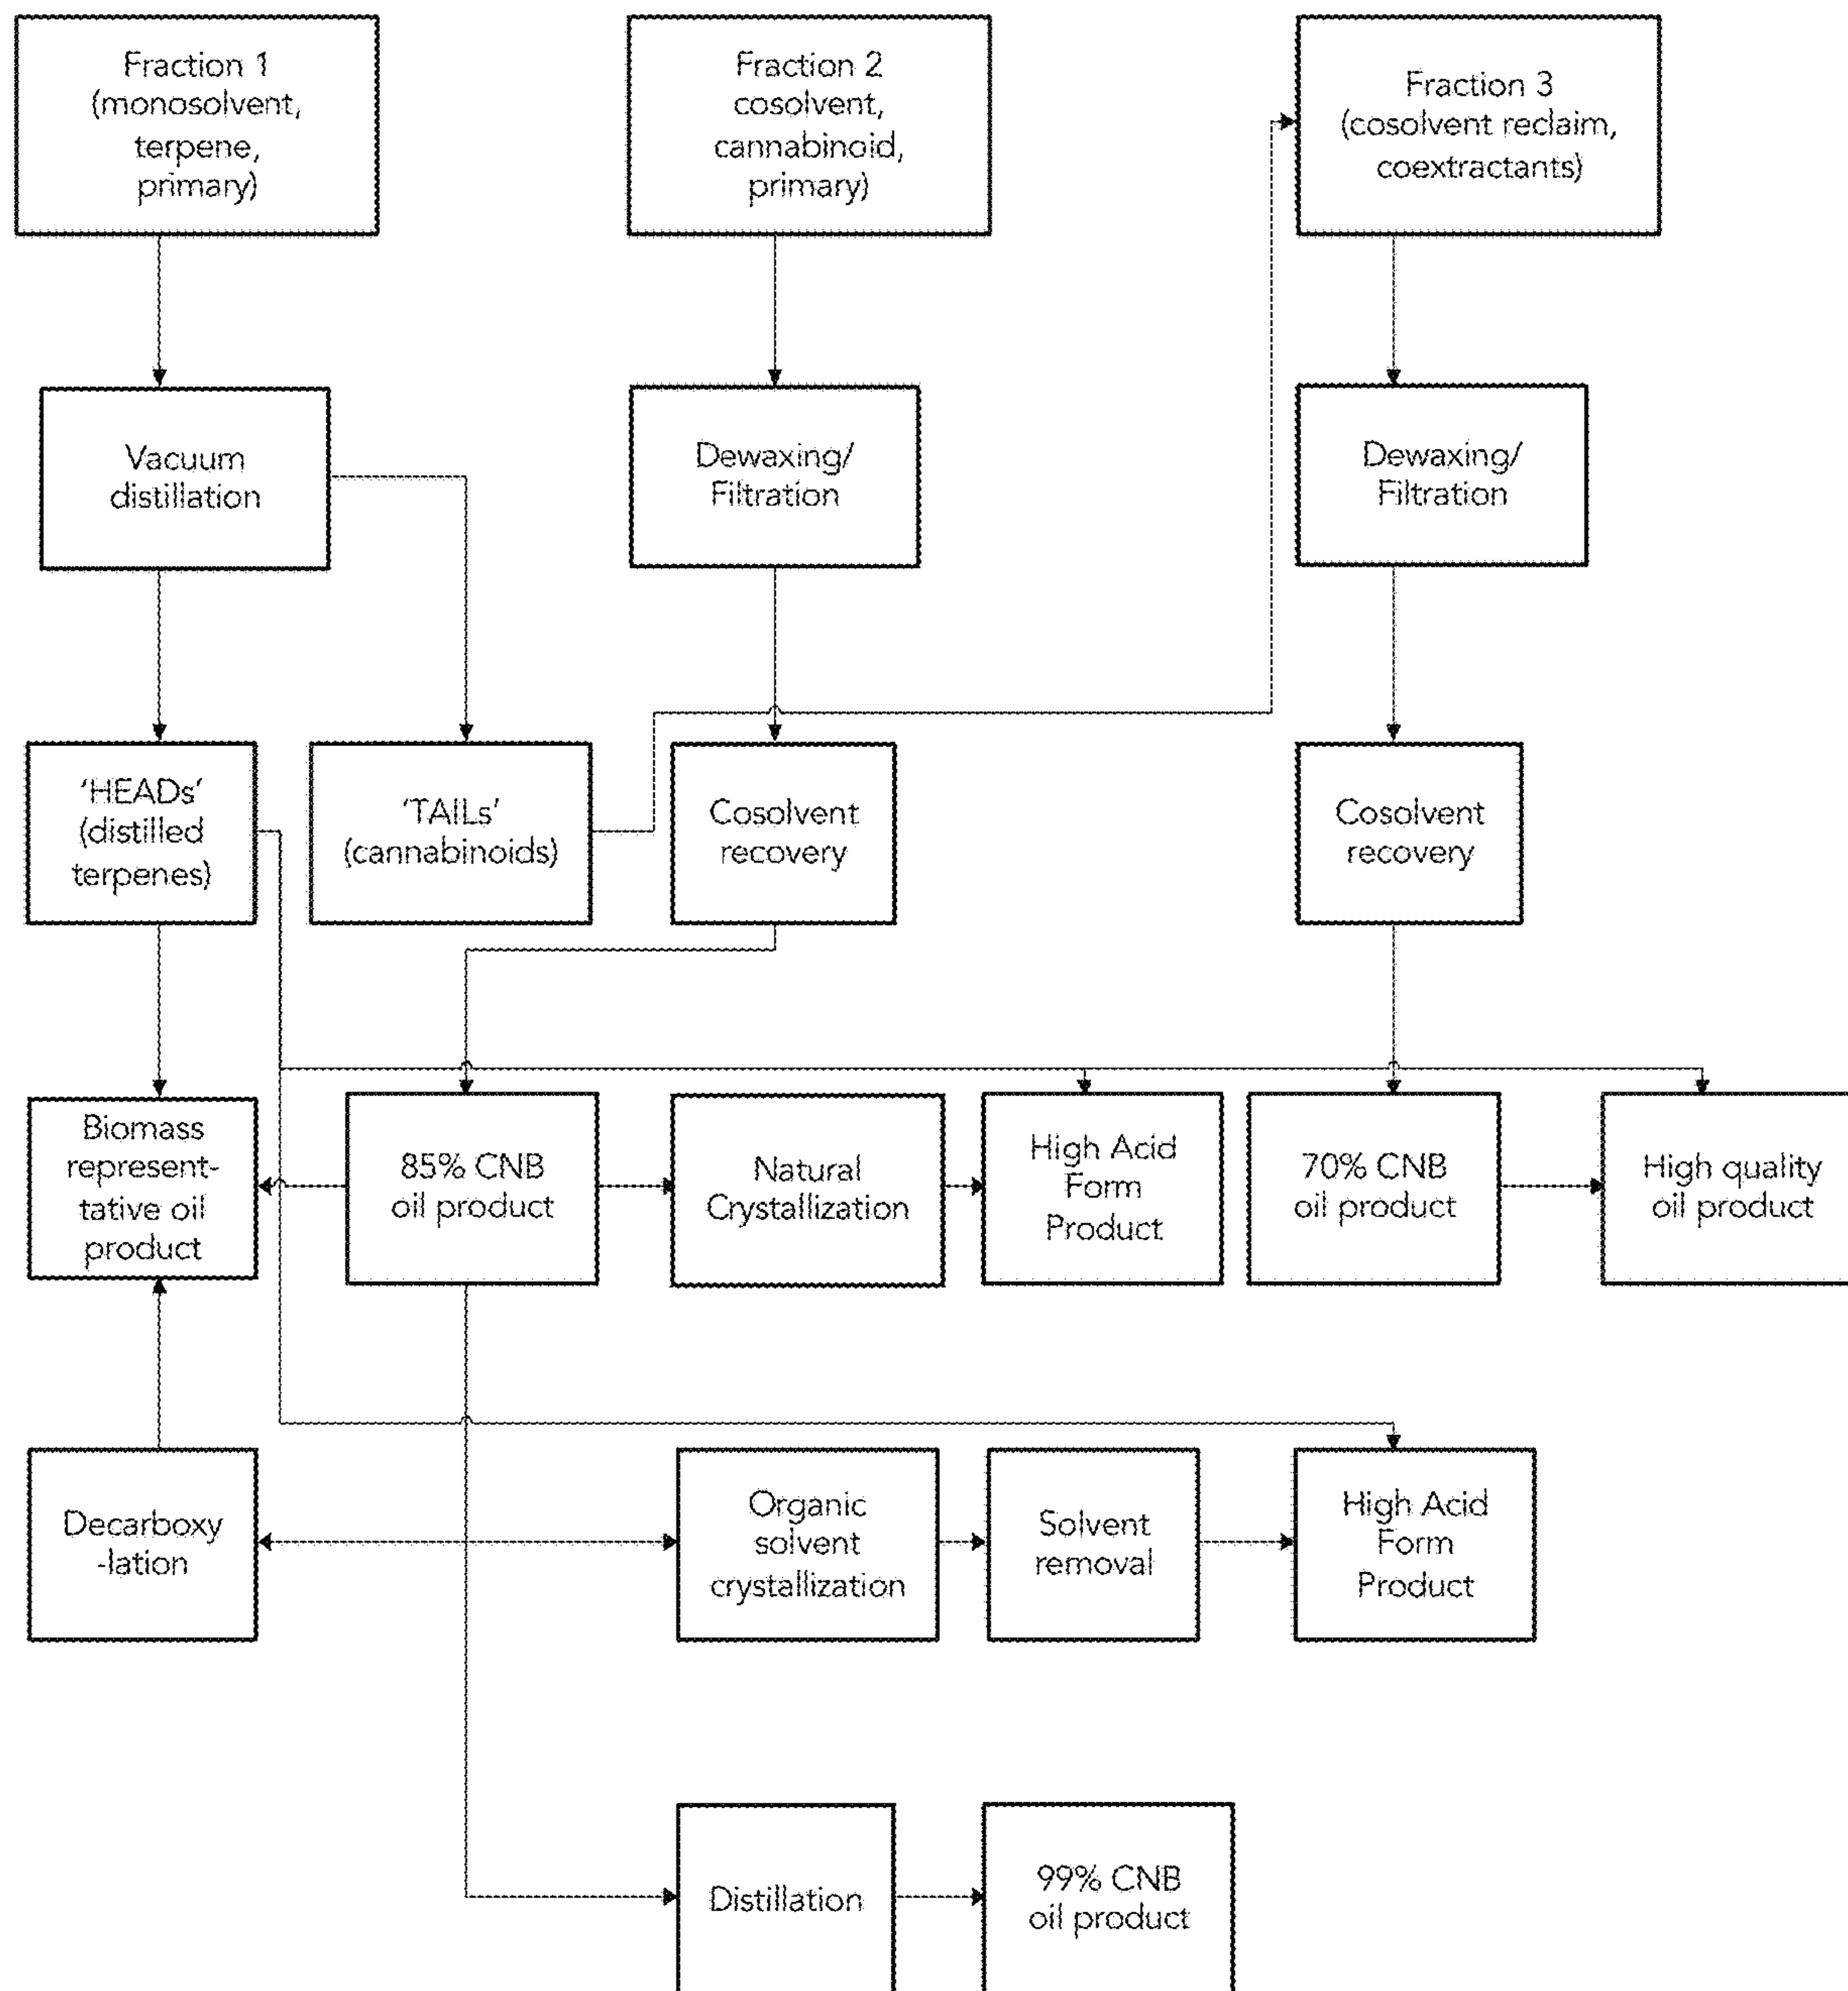 Fraction 1
(monosolvent,
terpene,
primary)
Fraction 2
cosolvent,
cannabinoid,
primary)
Fraction 3
(cosolvent reclaim,
coextractants)
Vacuum
distillation
Dewaxing/
Filtration
Dewaxing/
Filtration
'HEADs'
(distilled
terpenes)
'TAILs'
(cannabinoids)
Cosolvent
recovery
Cosolvent
recovery
Biomass
represent-
tative oil
product
85% CNB
oil product
Natural
Crystallization
High Acid
Form
Product
70% CNB
oil product
High quality
oil product
Decarboxy
-lation
Organic
solvent
crystallization
Solvent
removal
High Acid
Form
Product
Distillation
99% CNB
oil product